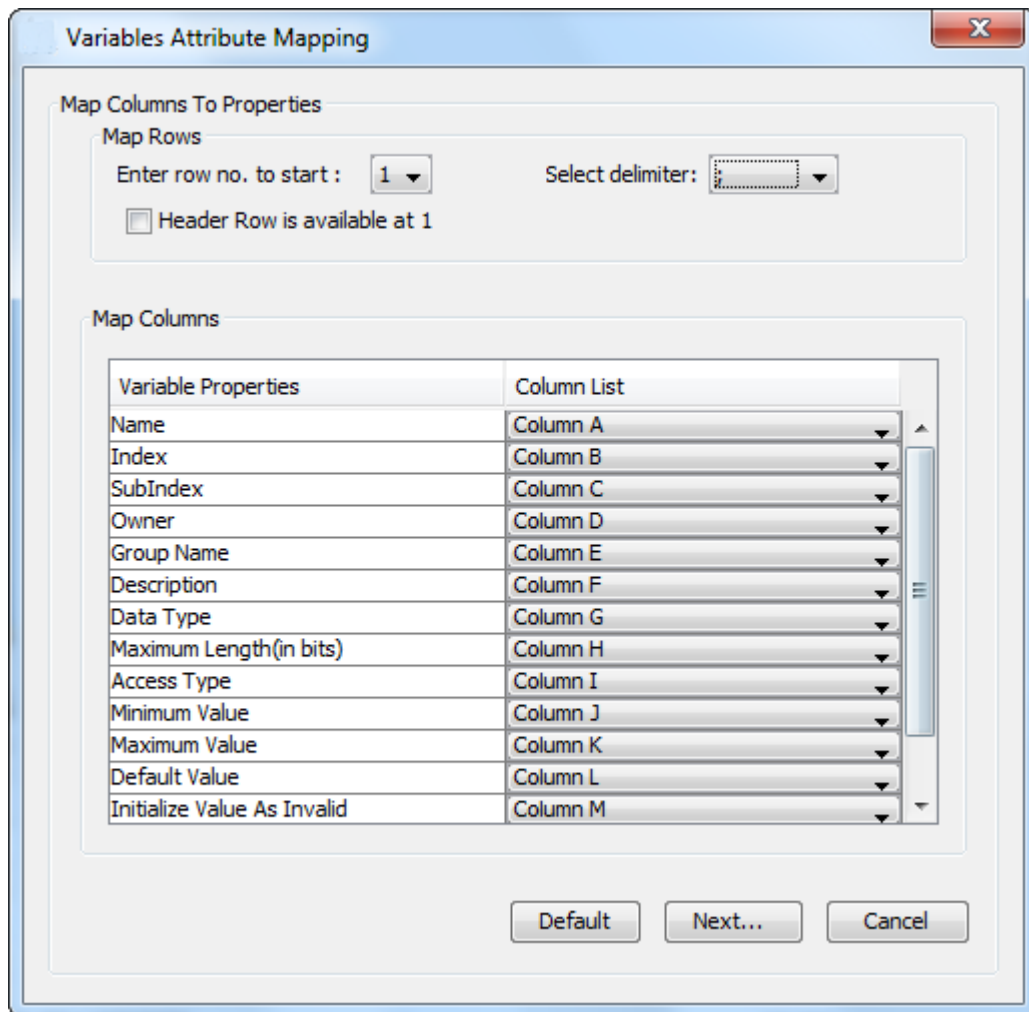 Variables Attribute Mapping
Map Columns To Properties
Map Rows
Enter row no. to start : 1 Select delimiter: ;
Header Row is available at 1
Map Columns
Variable Properties Column List
Name Column A
Index Column B
SubIndex Column C
Owner Column D
Group Name Column E
Description Column F
Data Type Column G
Maximum Length(in bits) Column H
Access Type Column I
Minimum Value Column J
Maximum Value Column K
Default Value Column L
Initialize Value As Invalid Column M
Default Next... Cancel